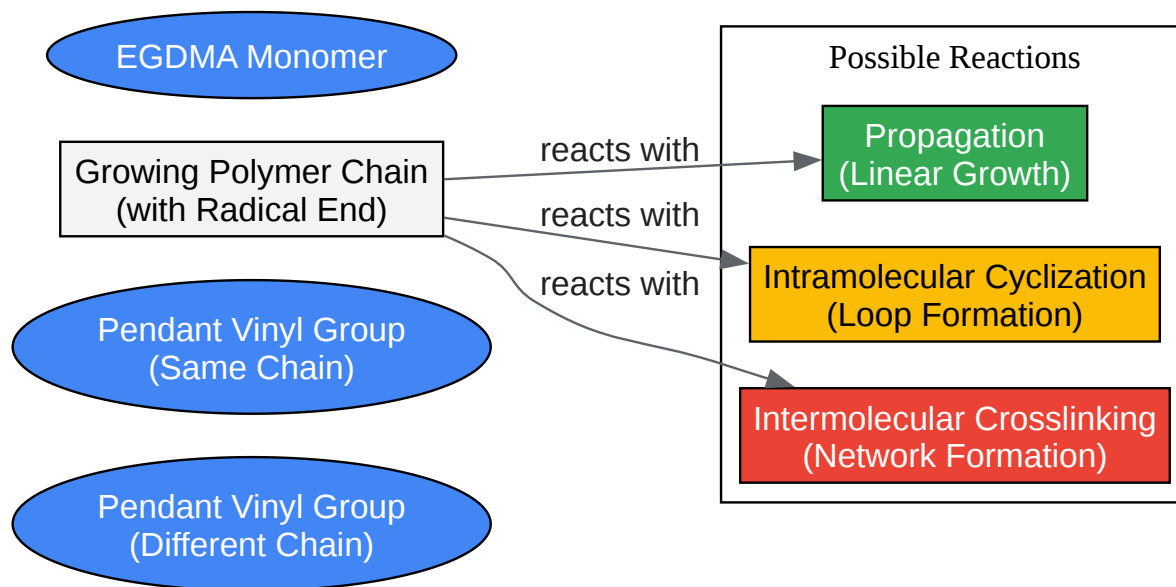 EGDMA Monomer
Growing Polymer Chain
(with Radical End)
Pendant Vinyl Group
(Same Chain)
Pendant Vinyl Group
(Different Chain)
reacts with
reacts with
reacts with
Possible Reactions
Propagation
(Linear Growth)
Intramolecular Cyclization
(Loop Formation)
Intermolecular Crosslinking
(Network Formation)